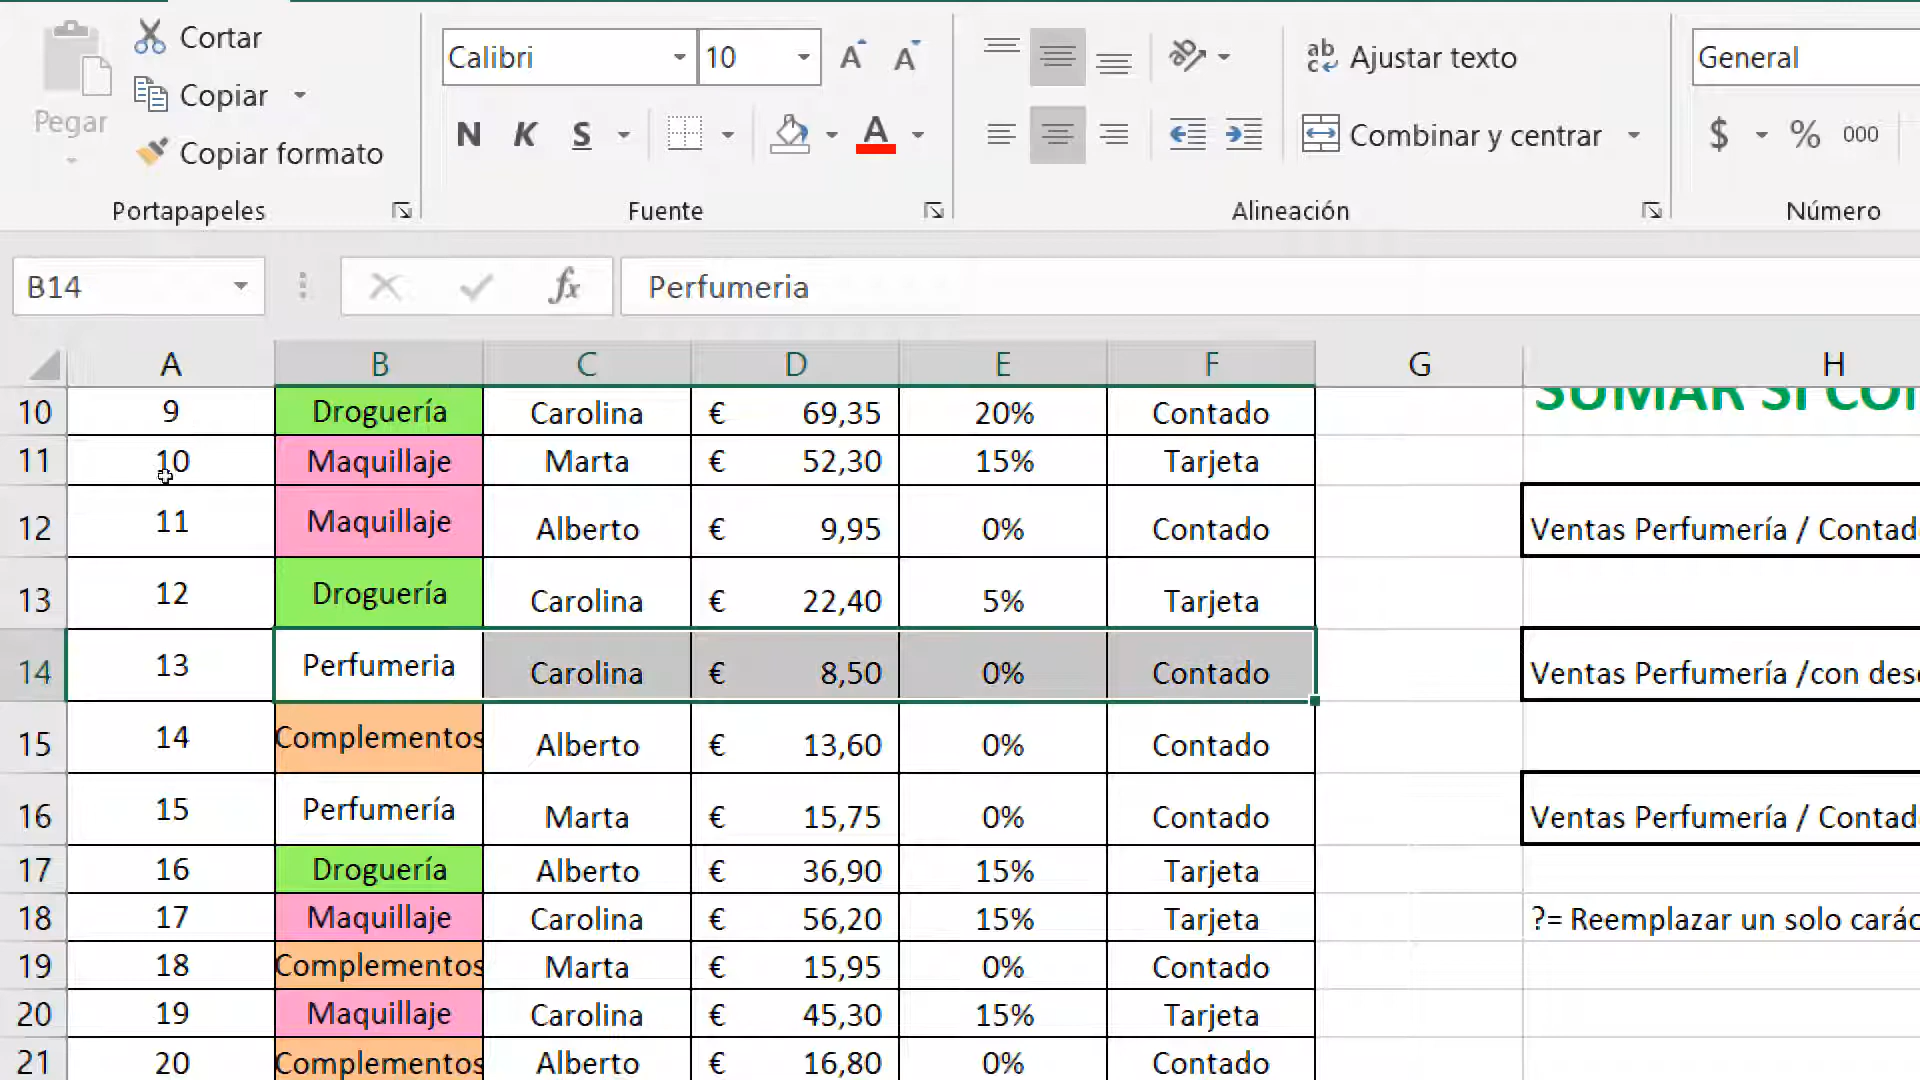 Cortar
Copiar
Pegar
Copiar formato
Portapapeles
Calibri 10
N K S A
Fuente
Ajustar texto
Combinar y centrar
Alineación
General
$ % 000
Número
B14 fx Perfumeria
A B C D E F G H
10 9 Droguería Carolina € 69,35 20% Contado
11 10 Maquillaje Marta € 52,30 15% Tarjeta
12 11 Maquillaje Alberto € 9,95 0% Contado Ventas Perfumería / Contad
13 12 Droguería Carolina € 22,40 5% Tarjeta
14 13 Perfumeria Carolina € 8,50 0% Contado Ventas Perfumería /con des
15 14 Complementos Alberto € 13,60 0% Contado
16 15 Perfumería Marta € 15,75 0% Contado Ventas Perfumería / Contad
17 16 Droguería Alberto € 36,90 15% Tarjeta
18 17 Maquillaje Carolina € 56,20 15% Tarjeta ?= Reemplazar un solo carác
19 18 Complementos Marta € 15,95 0% Contado
20 19 Maquillaje Carolina € 45,30 15% Tarjeta
21 20 Complementos Alberto € 16,80 0% Contado